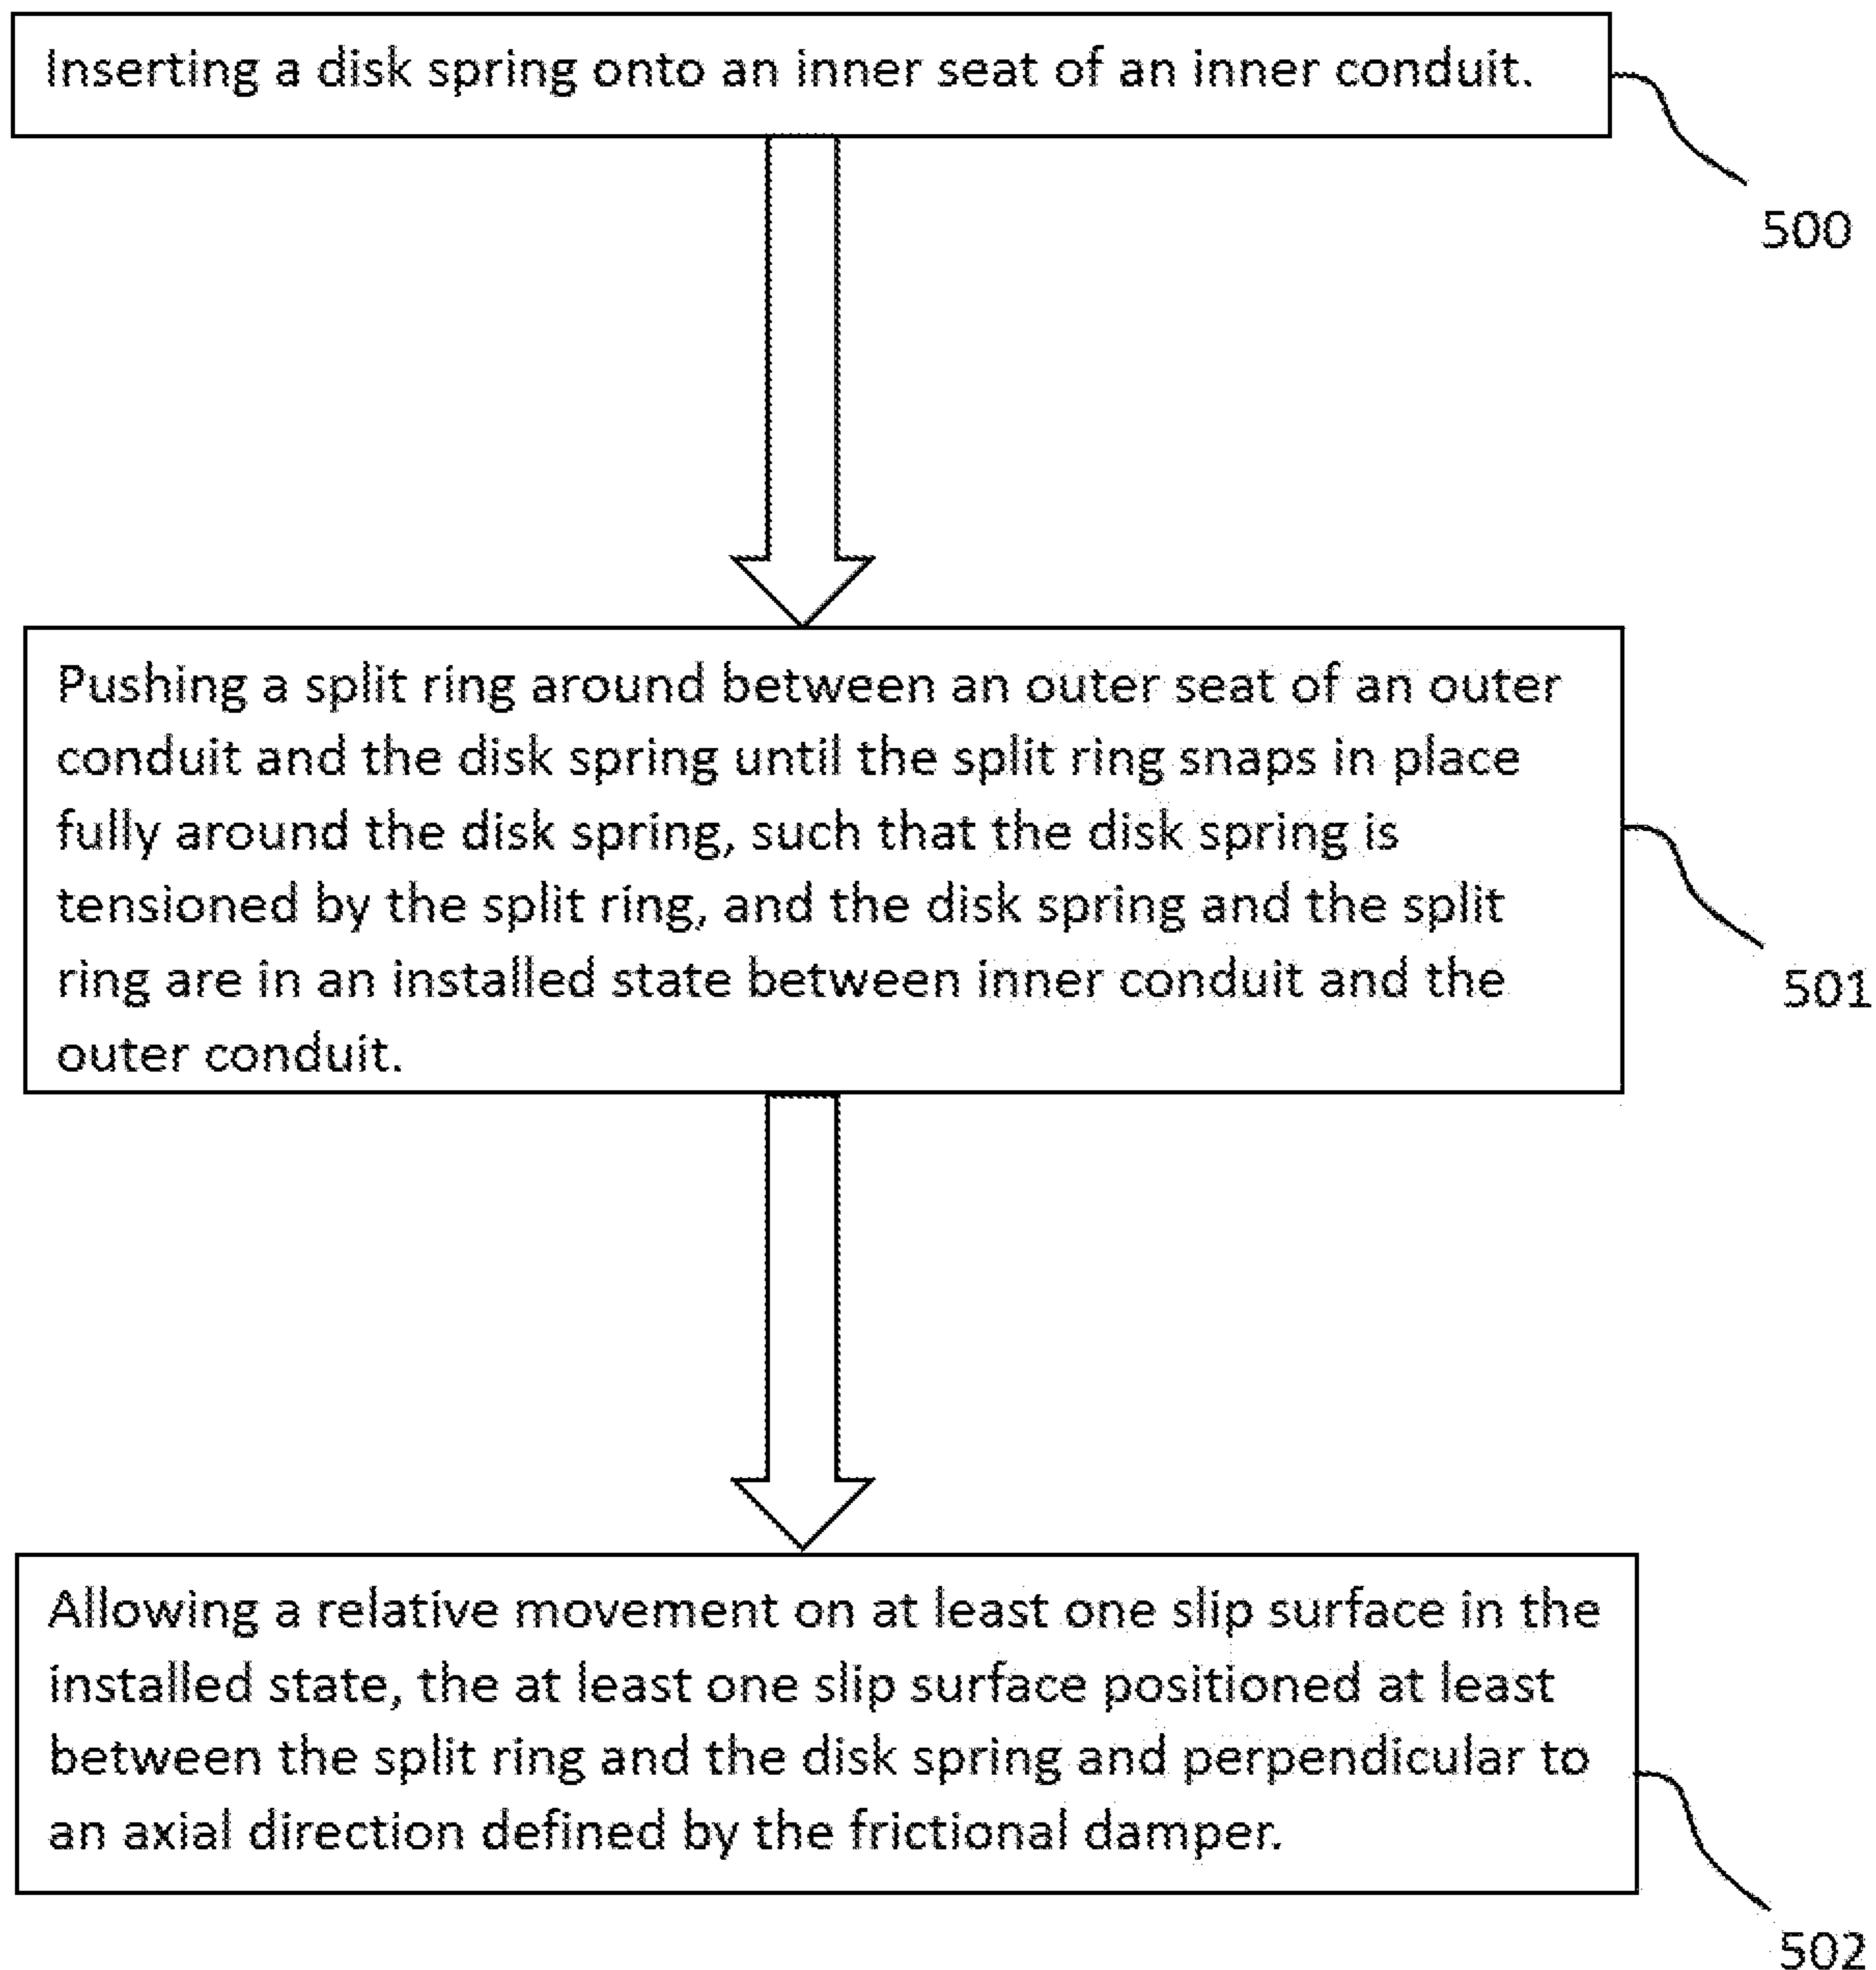 Inserting a disk spring onto an inner seat of an inner conduit.
500
Pushing a split ring around between an outer seat of an outer
conduit and the disk spring until the split ring snaps in place
fully around the disk spring, such that the disk spring is
tensioned by the split ring, and the disk spring and the split
ring are in an installed state between inner conduit and the
outer conduit.
501
Allowing a relative movement on at least one slip surface in the
installed state, the at least one slip surface positioned at least
between the split ring and the disk spring and perpendicular to
an axial direction defined by the frictional damper.
502